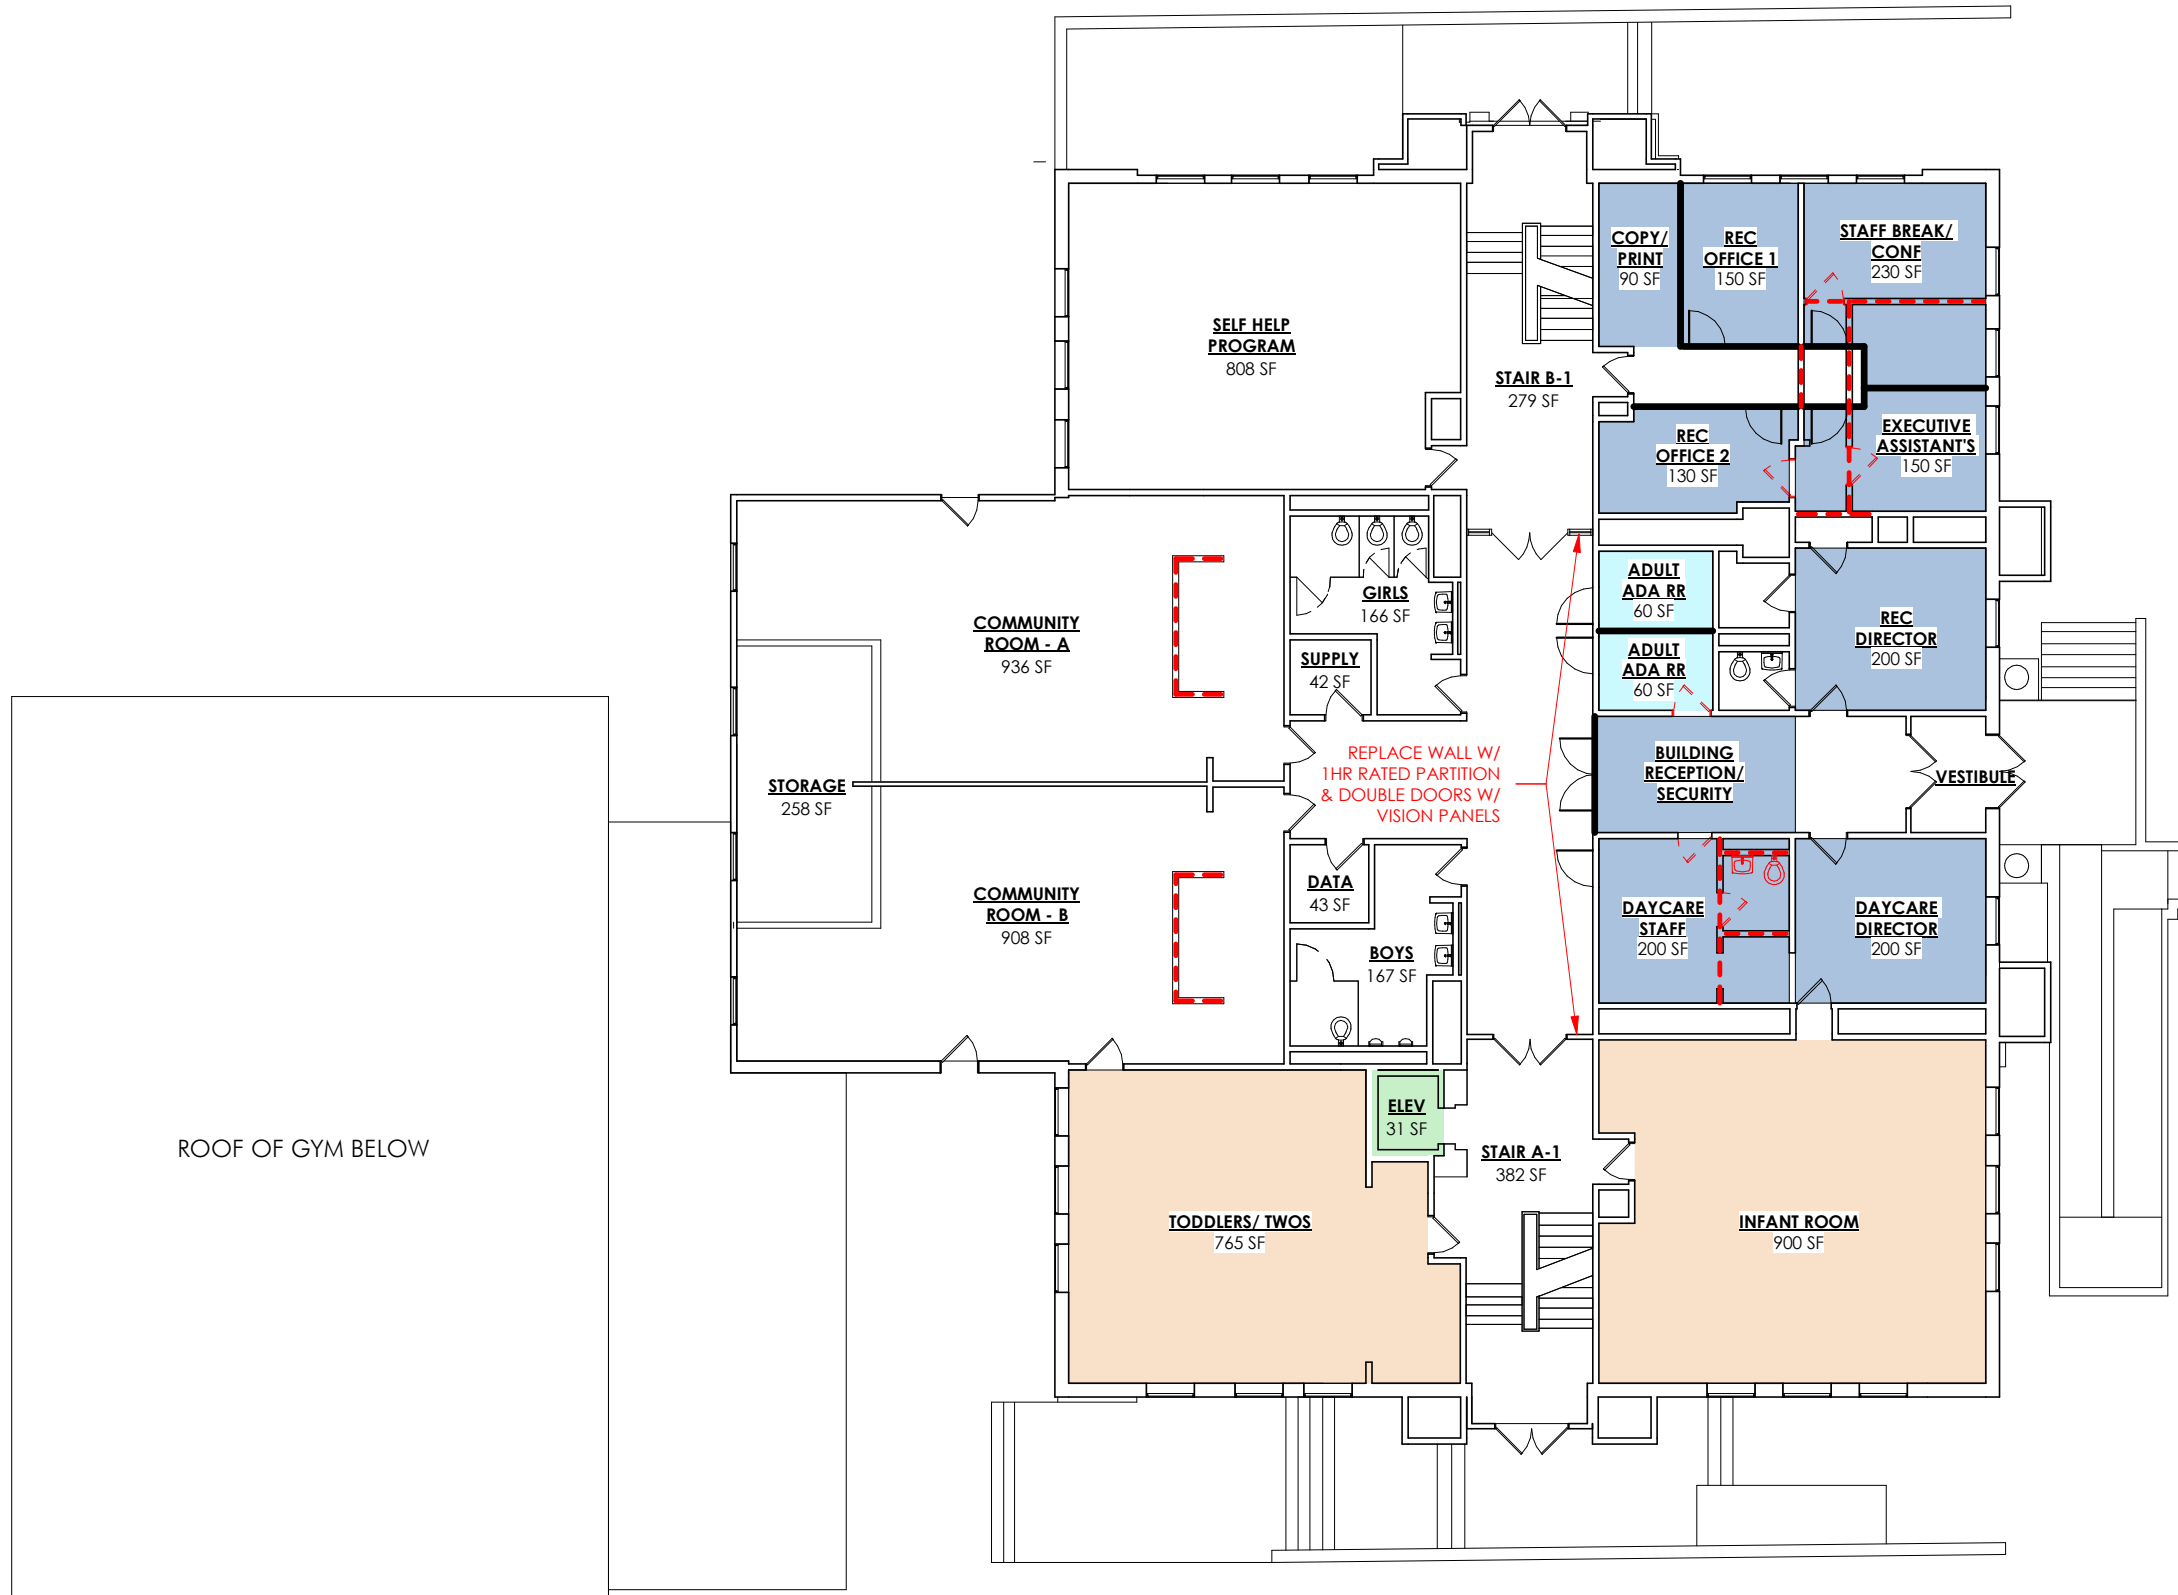 COPY/
PRINT
90 SF
REC
OFFICE 1
150 SF
STAFF BREAK/
CONF
230 SF
SELF HELP
PROGRAM
808 SF
STAIR B-1
279 SF
REC
OFFICE 2
130 SF
EXECUTIVE
ASSISTANT'S
150 SF
COMMUNITY
ROOM - A
936 SF
GIRLS
166 SF
SUPPLY
42 SF
ADULT
ADA RR
60 SF
ADULT
ADA RR
60 SF
REC
DIRECTOR
200 SF
STORAGE
258 SF
REPLACE WALL W/
1HR RATED PARTITION
& DOUBLE DOORS W/
VISION PANELS
BUILDING
RECEPTION/
SECURITY
VESTIBULE
COMMUNITY
ROOM - B
908 SF
DATA
43 SF
BOYS
167 SF
DAYCARE
STAFF
200 SF
DAYCARE
DIRECTOR
200 SF
ROOF OF GYM BELOW
ELEV
31 SF
STAIR A-1
382 SF
TODDLERS/ TWOS
765 SF
INFANT ROOM
900 SF